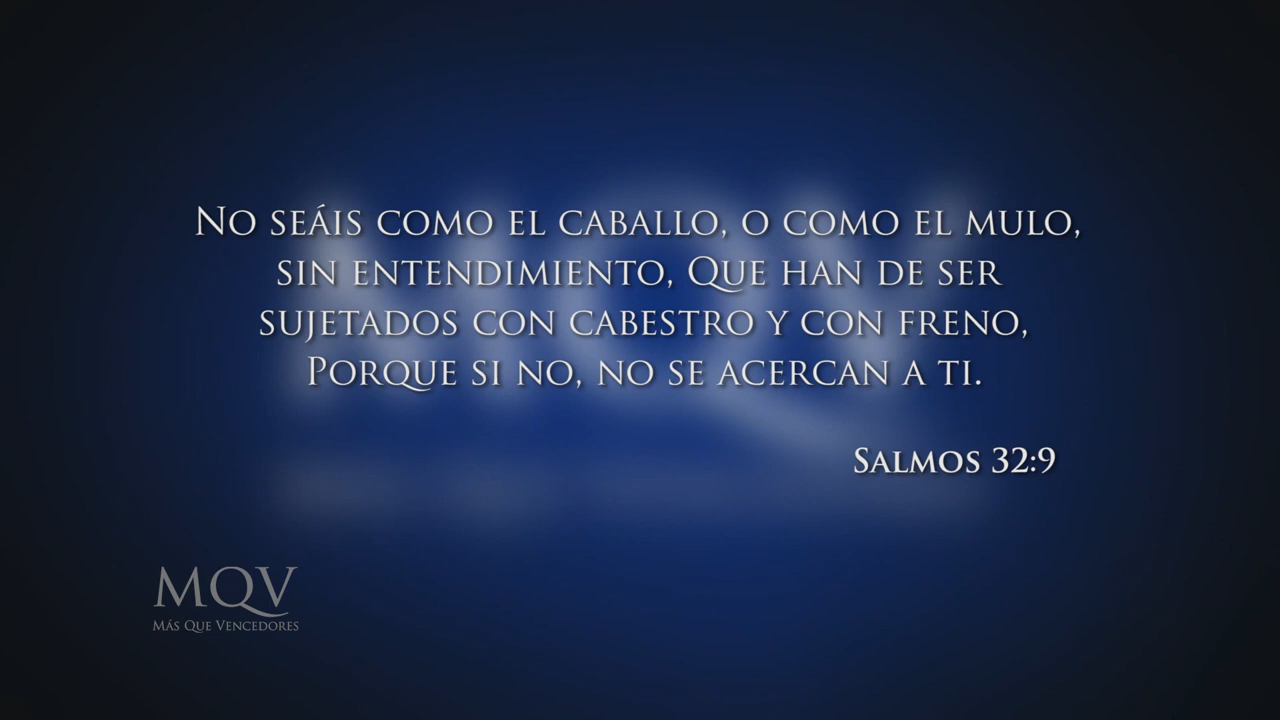 No seáis como el caballo, o como el mulo,
sin entendimiento, Que han de ser
sujetados con cabestro y con freno,
Porque si no, no se acercan a ti.
Salmos 32:9
MQV
Más Que Vencedores